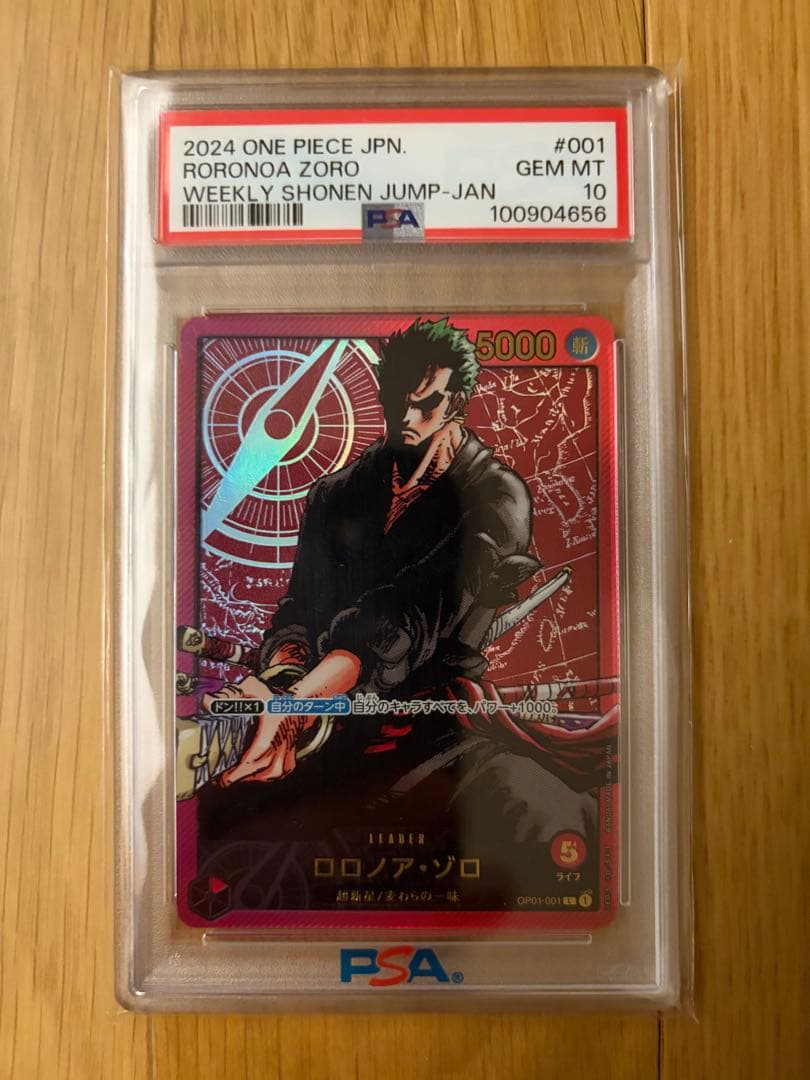 2024 ONE PIECE JPN. #001
RORONOA ZORO GEM MT
WEEKLY SHONEN JUMP-JAN 10
PSA 100904656
5000 斬
ドン!!×1 自分のターン中 自分のキャラすべてを、パワー+1000。
LEADER
5
ライフ
ロロノア・ゾロ
超新星/麦わらの一味
OP01-001 L 1
PSA®